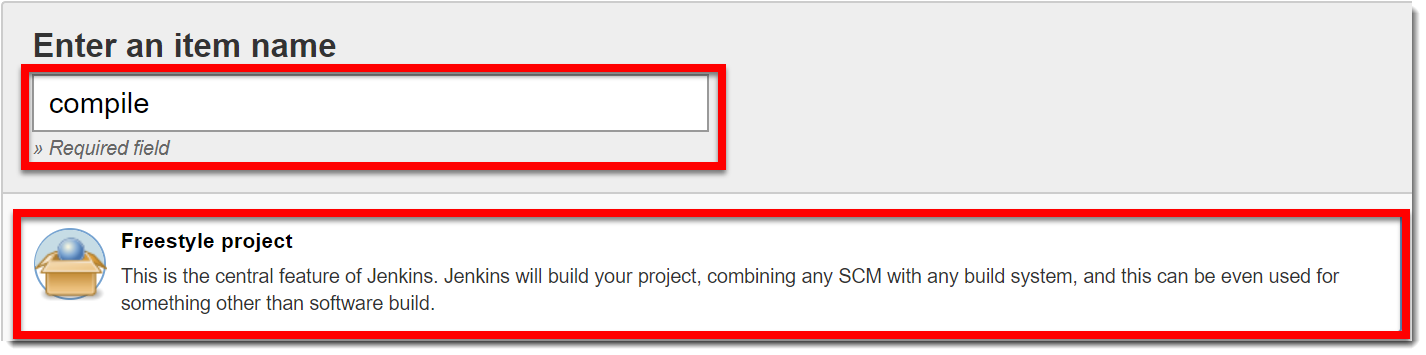 Enter an item name
compile
» Required field
Freestyle project
This is the central feature of Jenkins. Jenkins will build your project, combining any SCM with any build system, and this can be even used for
something other than software build.